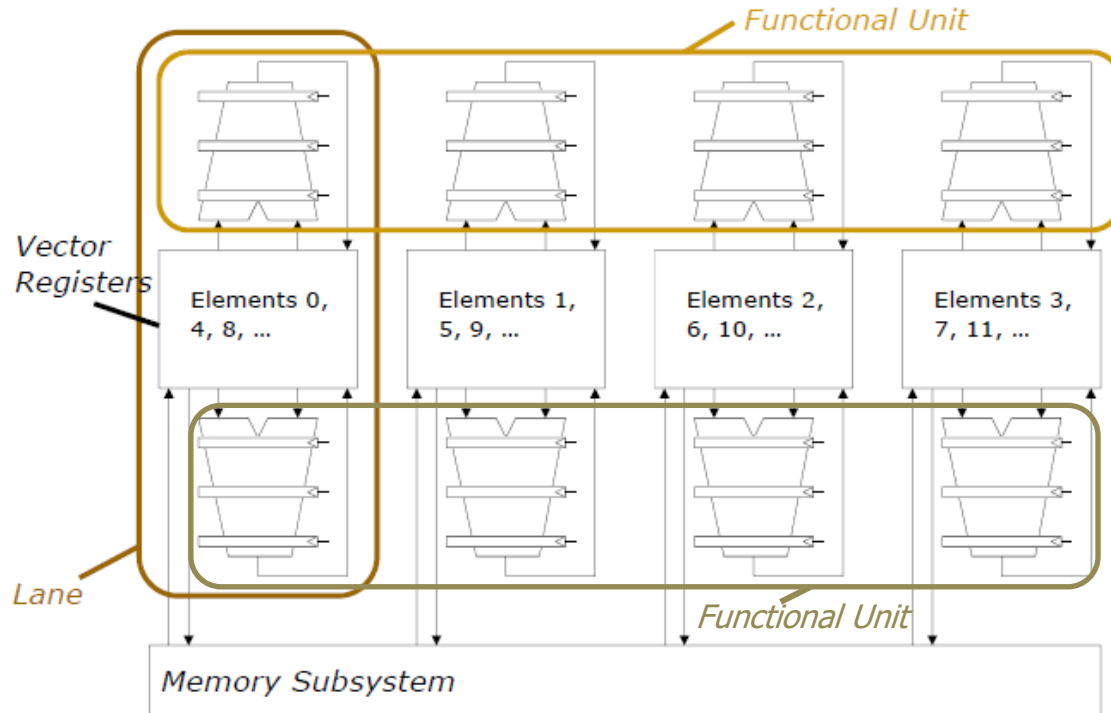 Functional Unit
Vector
Registers
Elements 0,
4, 8, ...
Elements 1,
5, 9, ...
Elements 2,
6, 10, ...
Elements 3,
7, 11, ...
Lane
Functional Unit
Memory Subsystem